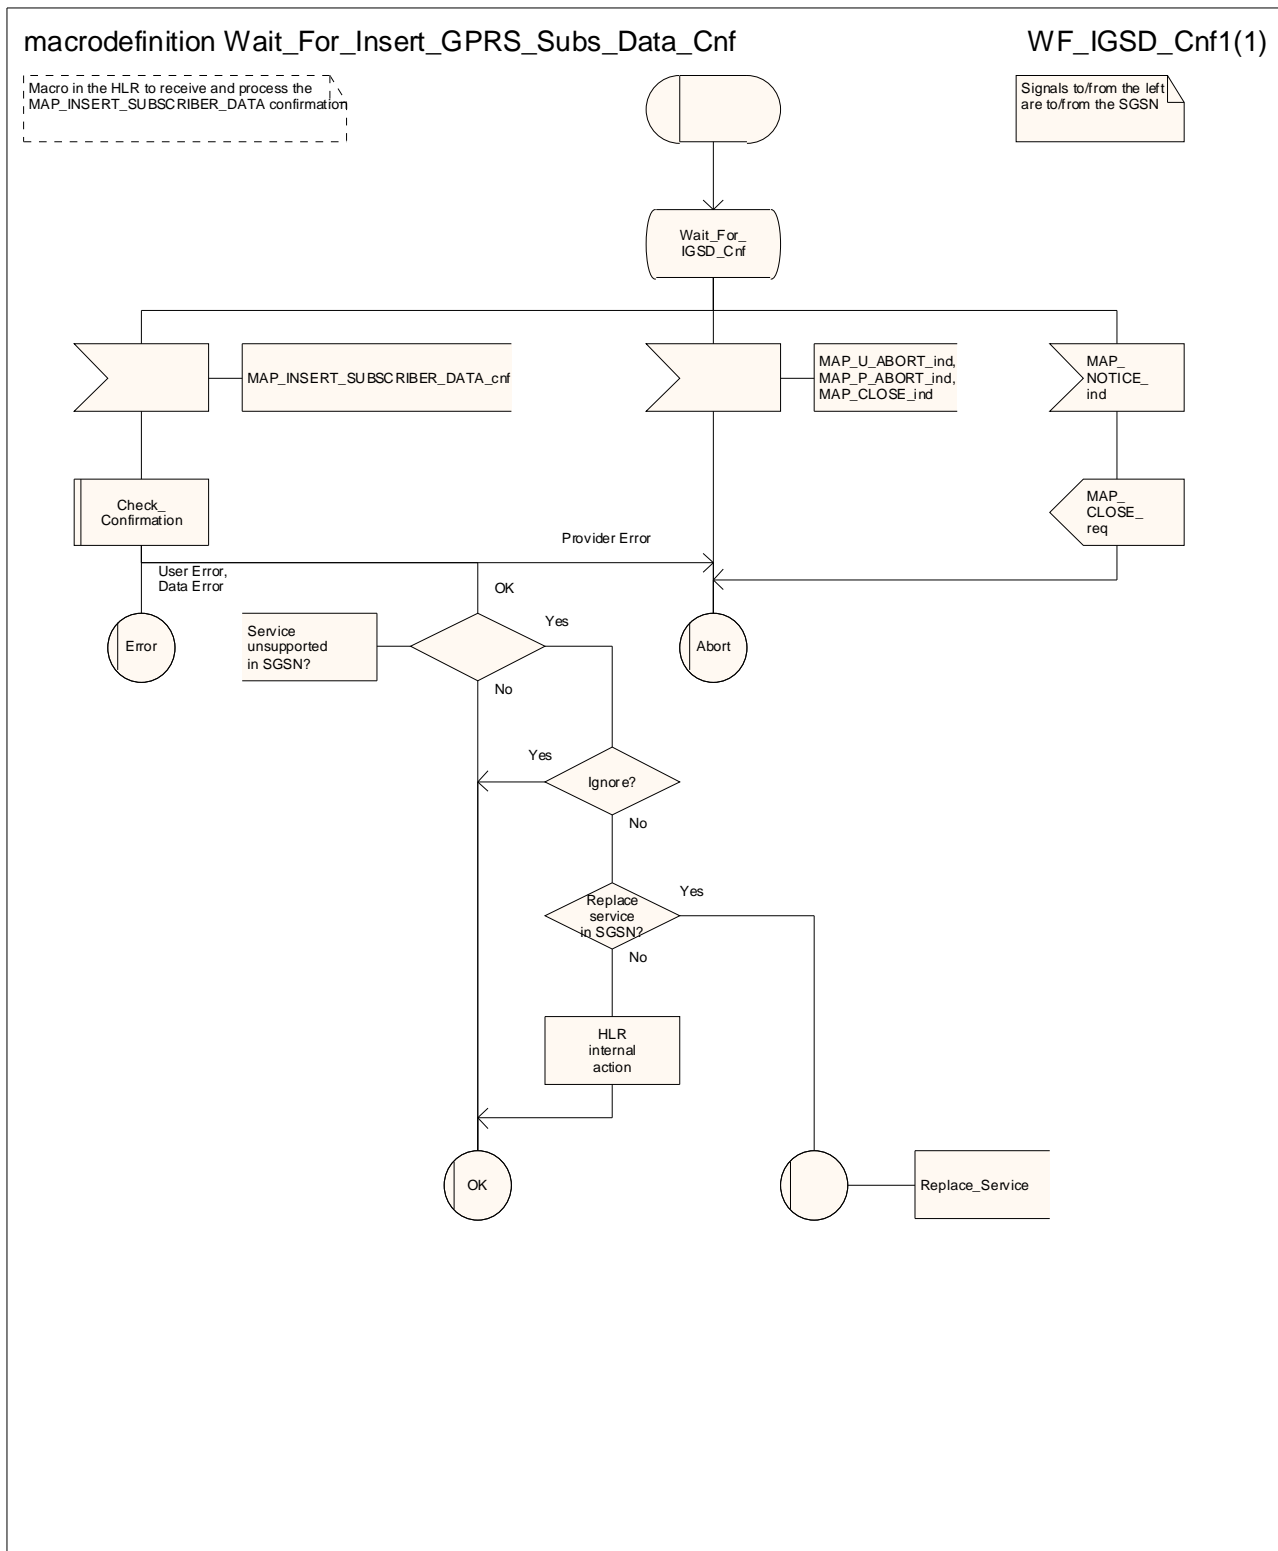 macrodefinition Wait_For_Insert_GPRS_Subs_Data_Cnf
WF_IGSD_Cnf1(1)
Macro in the HLR to receive and process the
MAP_INSERT_SUBSCRIBER_DATA confirmation
Signals to/from the left
are to/from the SGSN
Wait_For_
IGSD_Cnf
MAP_INSERT_SUBSCRIBER_DATA_cnf
MAP_U_ABORT_ind,
MAP_P_ABORT_ind,
MAP_CLOSE_ind
MAP_
NOTICE_
ind
Check_
Confirmation
MAP_
CLOSE_
req
Provider Error
User Error,
Data Error
OK
Error
Service
unsupported
in SGSN?
Yes
Abort
No
Yes
Ignore?
No
Replace
service
in SGSN?
Yes
No
HLR
internal
action
OK
Replace_Service